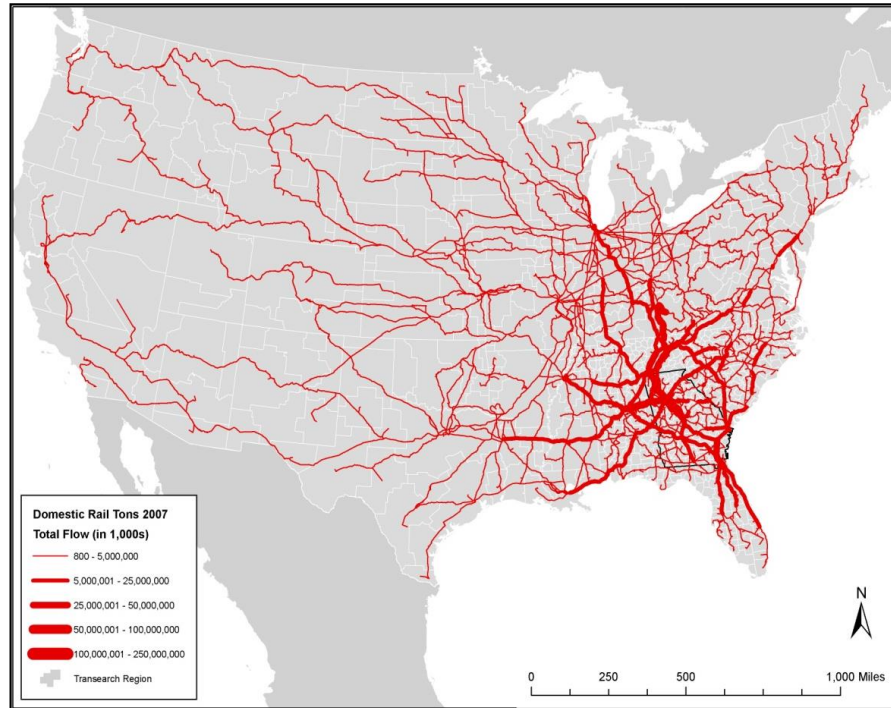 Domestic Rail Tons 2007
Total Flow (in 1,000s)
800 - 5,000,000
5,000,001 - 25,000,000
25,000,001 - 50,000,000
50,000,001 - 100,000,000
100,000,001 - 250,000,000
Transearch Region
N
0 250 500 1,000 Miles